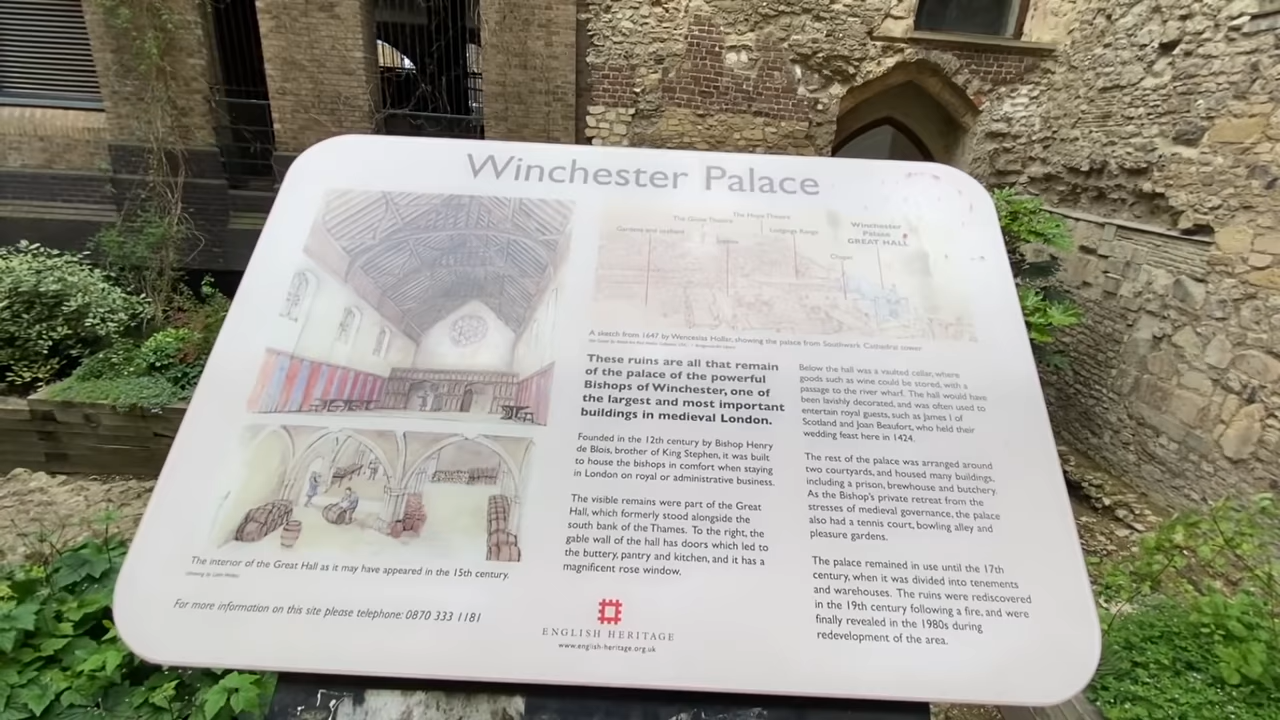 Winchester Palace
The Globe Theatre
The Hope Theatre
Gardens and orchard
Lodgings Range
Stables
Winchester
Palace
GREAT HALL
Chapel
A sketch from 1647 by Wenceslas Hollar, showing the palace from Southwark Cathedral tower
These ruins are all that remain
of the palace of the powerful
Bishops of Winchester, one of
the largest and most important
buildings in medieval London.
Founded in the 12th century by Bishop Henry
de Blois, brother of King Stephen, it was built
to house the bishops in comfort when staying
in London on royal or administrative business.
The visible remains were part of the Great
Hall, which formerly stood alongside the
south bank of the Thames. To the right, the
gable wall of the hall has doors which led to
the buttery, pantry and kitchen, and it has a
magnificent rose window.
Below the hall was a vaulted cellar, where
goods such as wine could be stored, with a
passage to the river wharf. The hall would have
been lavishly decorated, and was often used to
entertain royal guests, such as James I of
Scotland and Joan Beaufort, who held their
wedding feast here in 1424.
The rest of the palace was arranged around
two courtyards, and housed many buildings,
including a prison, brewhouse and butchery.
As the Bishop's private retreat from the
stresses of medieval governance, the palace
also had a tennis court, bowling alley and
pleasure gardens.
The palace remained in use until the 17th
century, when it was divided into tenements
and warehouses. The ruins were rediscovered
in the 19th century following a fire, and were
finally revealed in the 1980s during
redevelopment of the area.
The interior of the Great Hall as it may have appeared in the 15th century.
For more information on this site please telephone: 0870 333 1181
ENGLISH HERITAGE
www.english-heritage.org.uk